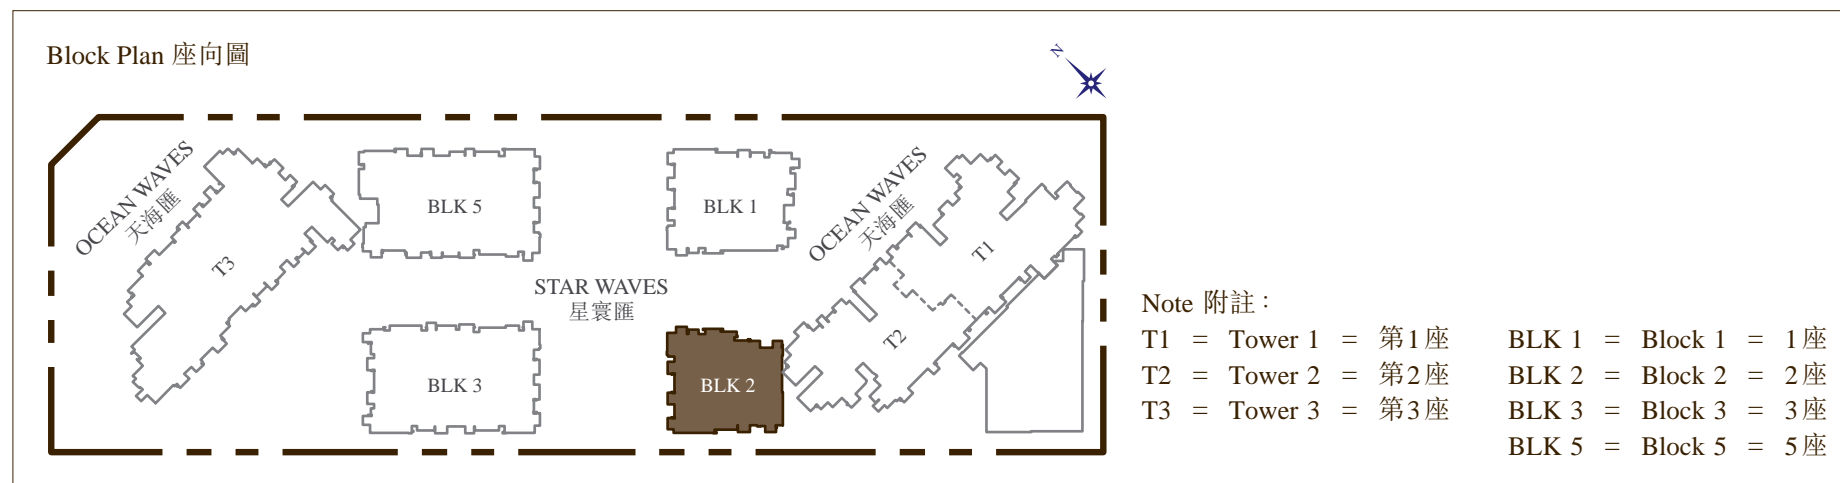 Block Plan 座向圖
N
OCEAN WAVES
天海匯
T3
BLK 5
BLK 1
OCEAN WAVES
天海匯
T1
STAR WAVES
星寰匯
BLK 3
BLK 2
T2
Note 附註：
T1 = Tower 1 = 第1座 BLK 1 = Block 1 = 1座
T2 = Tower 2 = 第2座 BLK 2 = Block 2 = 2座
T3 = Tower 3 = 第3座 BLK 3 = Block 3 = 3座
BLK 5 = Block 5 = 5座